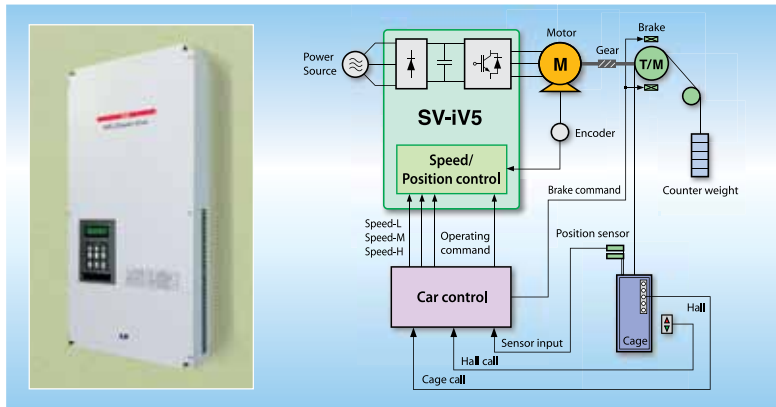 Power
Source
SV-iV5
Motor
M
Gear
Brake
T/M
Encoder
Speed/
Position control
Brake command
Counter weight
Speed-L
Speed-M
Speed-H
Operating
command
Position sensor
Car control
Sensor input
Hall
Cage
Hall call
Cage call